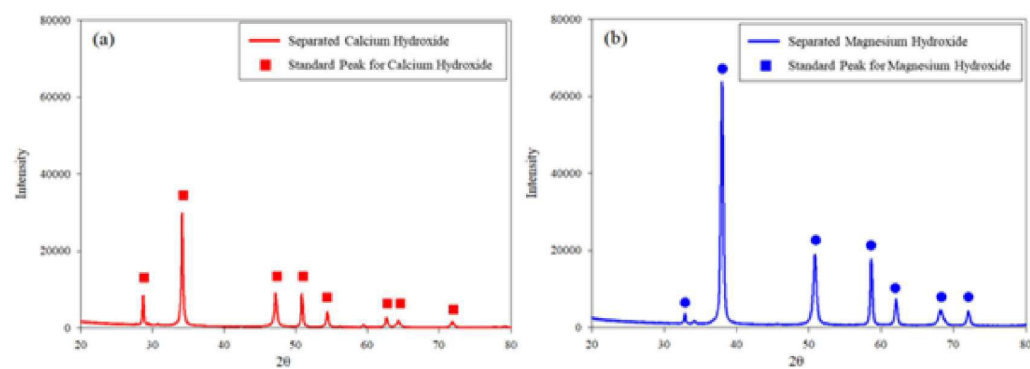 (a)
Separated Calcium Hydroxide
Standard Peak for Calcium Hydroxide
80000
60000
40000
20000
0
Intensity
20 30 40 50 60 70 80
2θ
(b)
Separated Magnesium Hydroxide
Standard Peak for Magnesium Hydroxide
80000
60000
40000
20000
0
Intensity
20 30 40 50 60 70 80
2θ